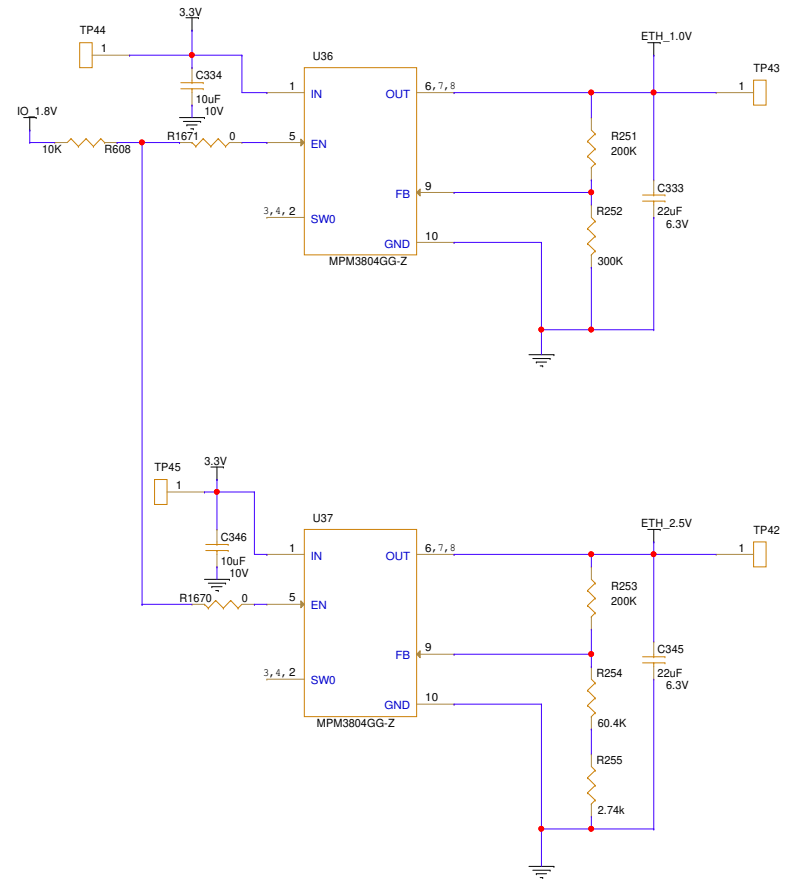 3.3V
TP44
1
C334
10uF
10V
IO_1.8V
10K
R608
R1671
0
U36
1
IN
5
EN
3,4,2
SW0
OUT
6,7,8
FB
9
GND
10
MPM3804GG-Z
ETH_1.0V
TP43
1
R251
200K
R252
300K
C333
22uF
6.3V
3.3V
TP45
1
C346
10uF
10V
R1670
0
U37
1
IN
5
EN
3,4,2
SW0
OUT
6,7,8
FB
9
GND
10
MPM3804GG-Z
ETH_2.5V
TP42
1
R253
200K
R254
60.4K
R255
2.74k
C345
22uF
6.3V